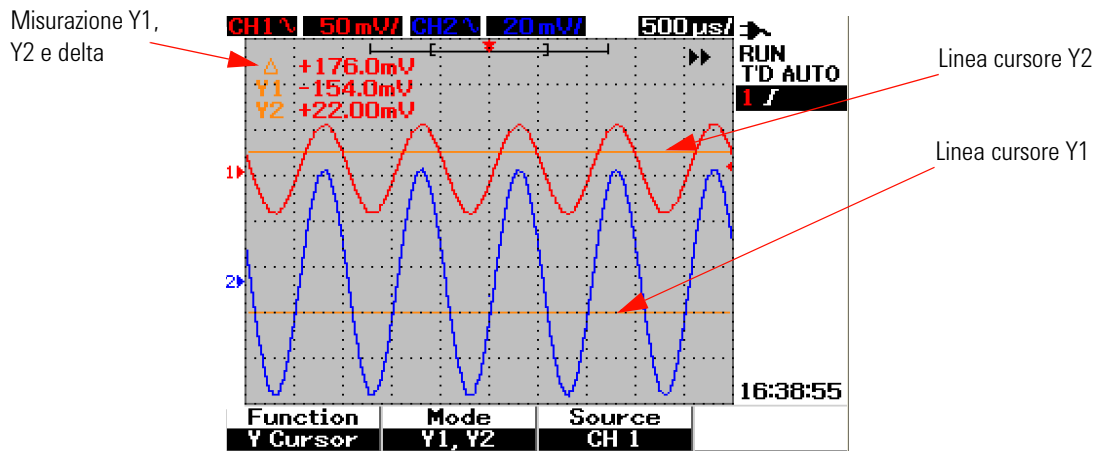 Misurazione Y1,
Y2 e delta
CH1 50 mV/ CH2 20 mV/ 500 µs/
RUN
T'D AUTO
1
Δ +176.0mV
Y1 -154.0mV
Y2 +22.00mV
Linea cursore Y2
Linea cursore Y1
1
2
16:38:55
Function Mode Source
Y Cursor Y1, Y2 CH 1